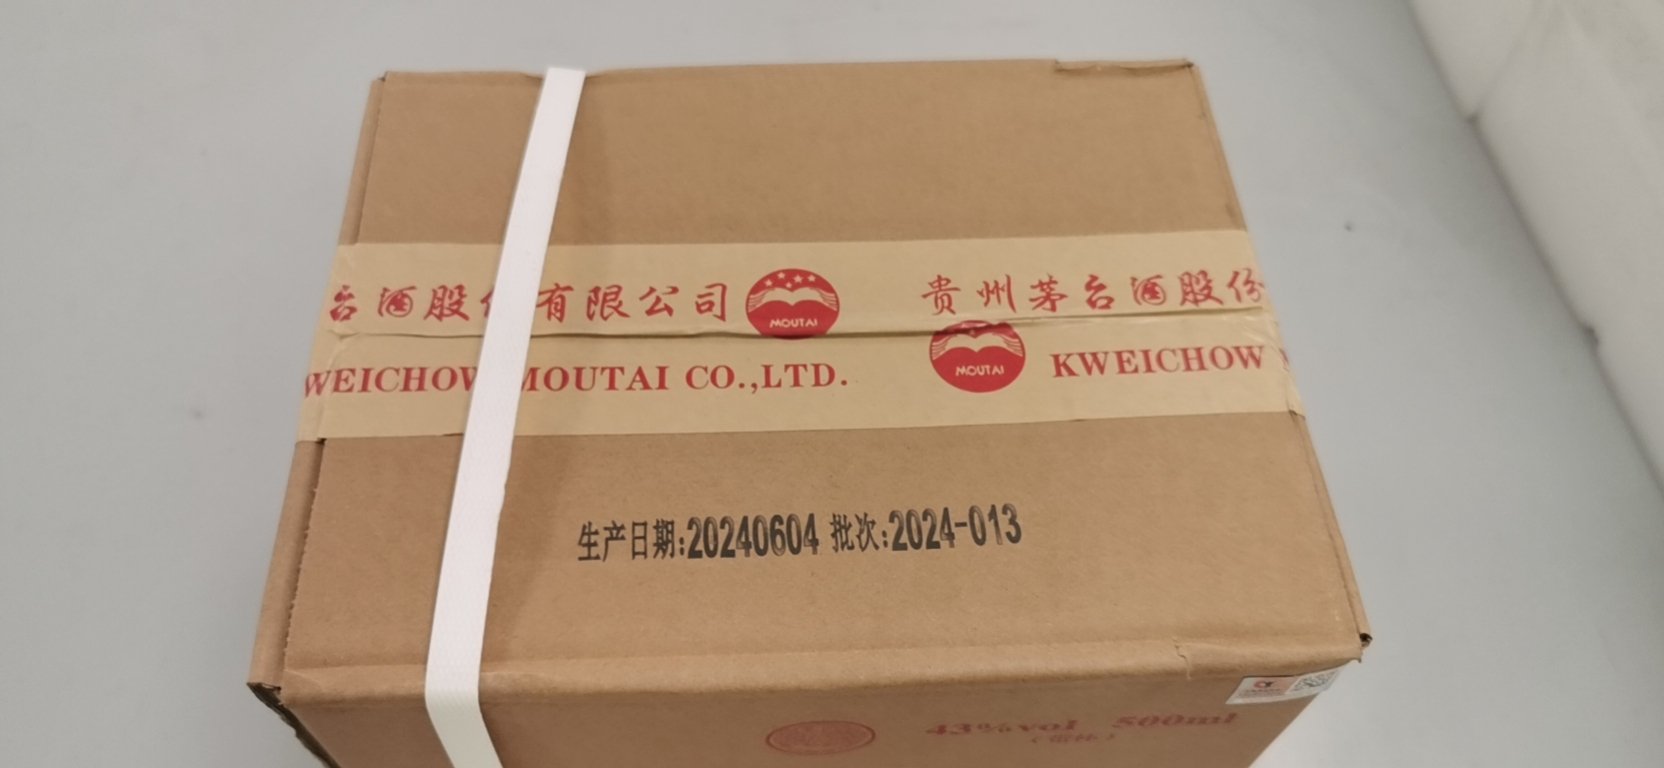 台酒股份有限公司 MOUTAI 贵州茅台酒股份
WEICHOW MOUTAI CO.,LTD. MOUTAI KWEICHOW
生产日期:20240604 批次:2024-013
43%vol 500ml